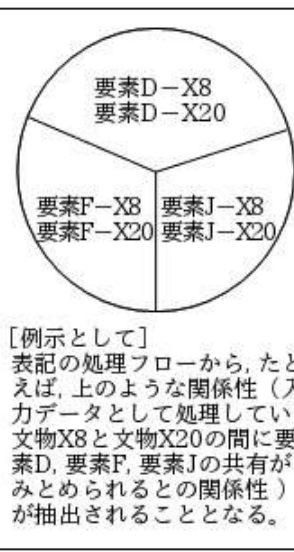 要素D－X8
要素D－X20
要素F－X8
要素F－X20
要素J－X8
要素J－X20
[例示として]
表記の処理フローから, たと
えば, 上のような関係性（入
力データとして処理してい
文物X8と文物X20の間に要
素D, 要素F, 要素Jの共有が
みとめられるとの関係性 ）
が抽出されることとなる。